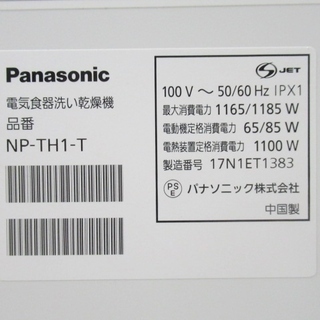 Panasonic
電気食器洗い乾燥機
品番
NP-TH1-T
S JET
100 V ～ 50/60 Hz IPX1
最大消費電力 1165/1185 W
電動機定格消費電力 65/85 W
電熱装置定格消費電力 1100 W
製造番号 17N1ET1383
PS E パナソニック株式会社
中国製